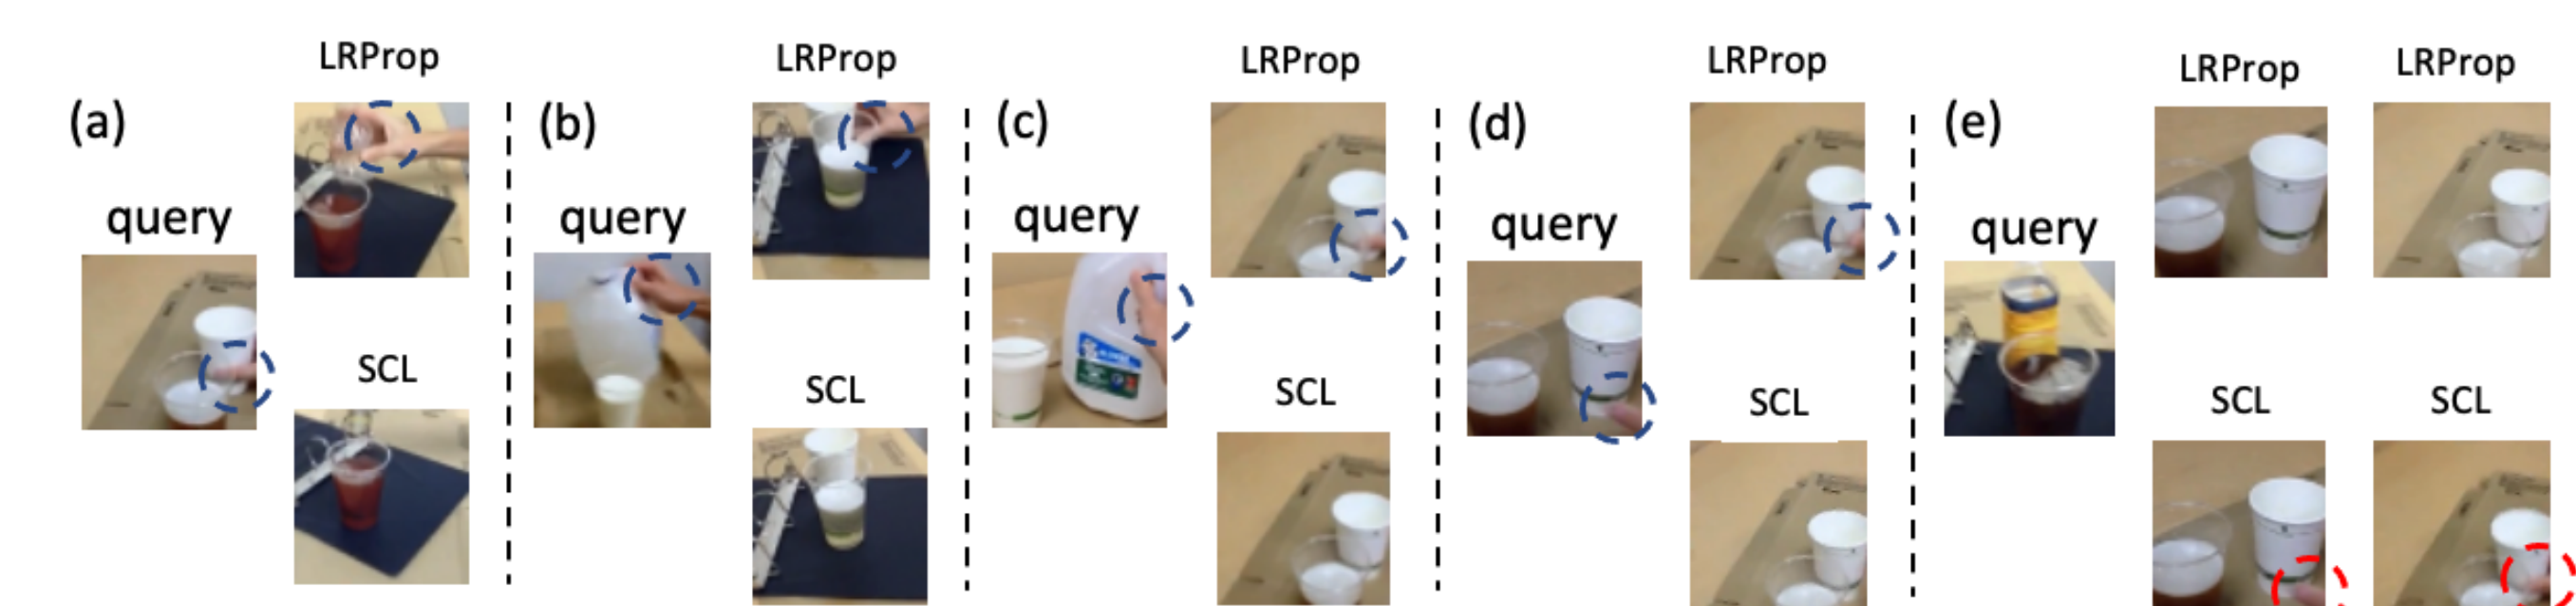 (a)
query
LRProp
SCL
(b)
query
LRProp
SCL
(c)
query
LRProp
SCL
(d)
query
LRProp
SCL
(e)
query
LRProp
LRProp
SCL
SCL